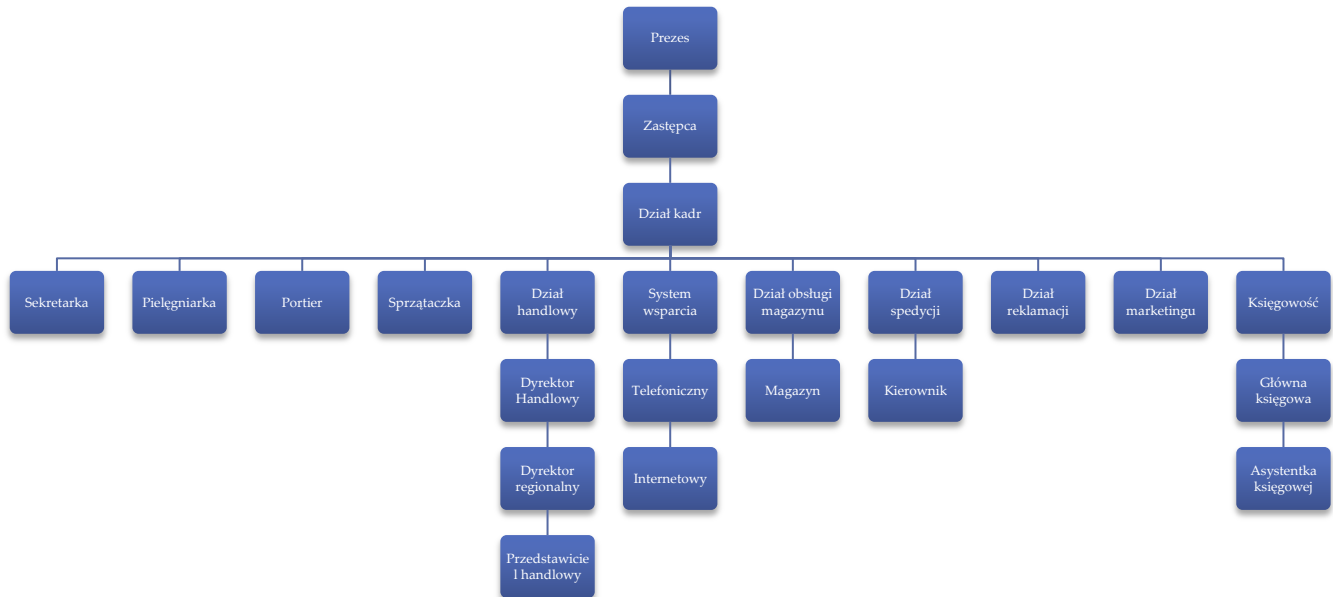 Prezes
Zastępca
Dział kadr
Sekretarka
Pielęgniarka
Portier
Sprzątaczka
Dział
handlowy
System
wsparcia
Dział obsługi
magazynu
Dział
spedycji
Dział
reklamacji
Dział
marketingu
Księgowość
Dyrektor
Handlowy
Telefoniczny
Magazyn
Kierownik
Główna
księgowa
Dyrektor
regionalny
Internetowy
Asystentka
księgowej
Przedstawicie
l handlowy